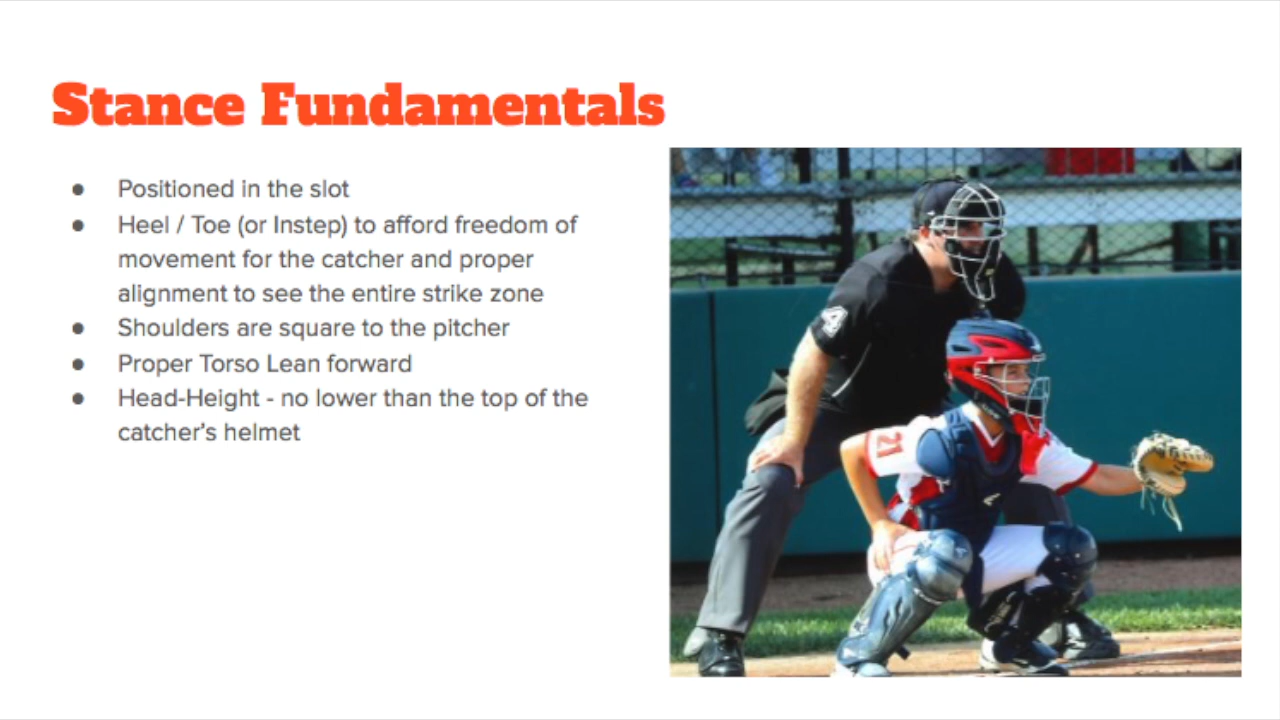 Stance Fundamentals
● Positioned in the slot
● Heel / Toe (or Instep) to afford freedom of
movement for the catcher and proper
alignment to see the entire strike zone
● Shoulders are square to the pitcher
● Proper Torso Lean forward
● Head-Height - no lower than the top of the
catcher's helmet
21